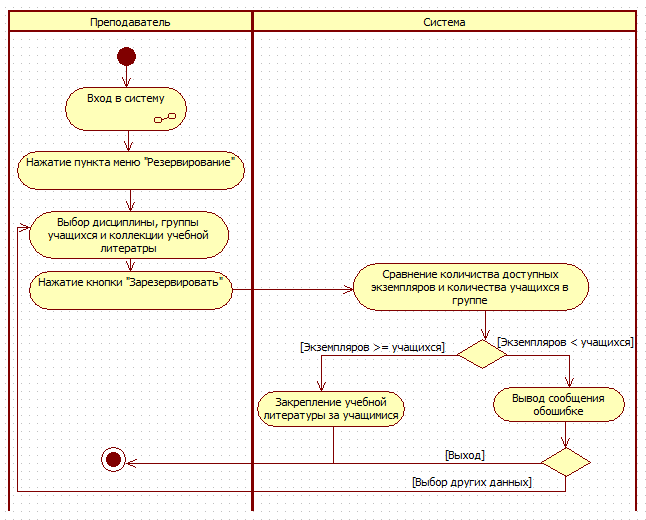 Преподаватель
Система
Вход в систему
Нажатие пункта меню "Резервирование"
Выбор дисциплины, группы
учащихся и коллекции учебной
литератры
Нажатие кнопки "Зарезервировать"
Сравнение количиства доступных
экземпляров и количества учащихся в
группе
[Экземпляров >= учащихся]
[Экземпляров < учащихся]
Закрепление учебной
литературы за учащимися
Вывод сообщения
обошибке
[Выход]
[Выбор других данных]